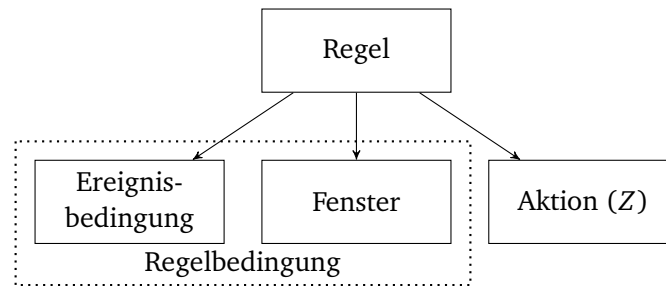 Regel
Ereignis-
bedingung
Fenster
Aktion (Z)
Regelbedingung